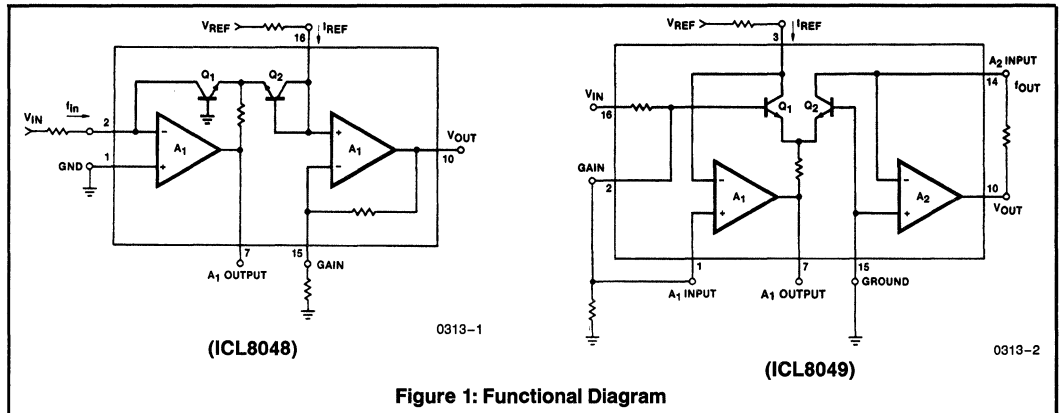 VREF
IREF
16
Q1
Q2
fin
VIN
2
A1
A1
VOUT
10
1
GND
7
15
GAIN
A1 OUTPUT
0313–1
(ICL8048)
VREF
IREF
3
A2 INPUT
14
fOUT
VIN
16
Q1
Q2
GAIN
2
A1
A2
10
VOUT
1
7
15
A1 INPUT
A1 OUTPUT
GROUND
0313–2
(ICL8049)
Figure 1: Functional Diagram